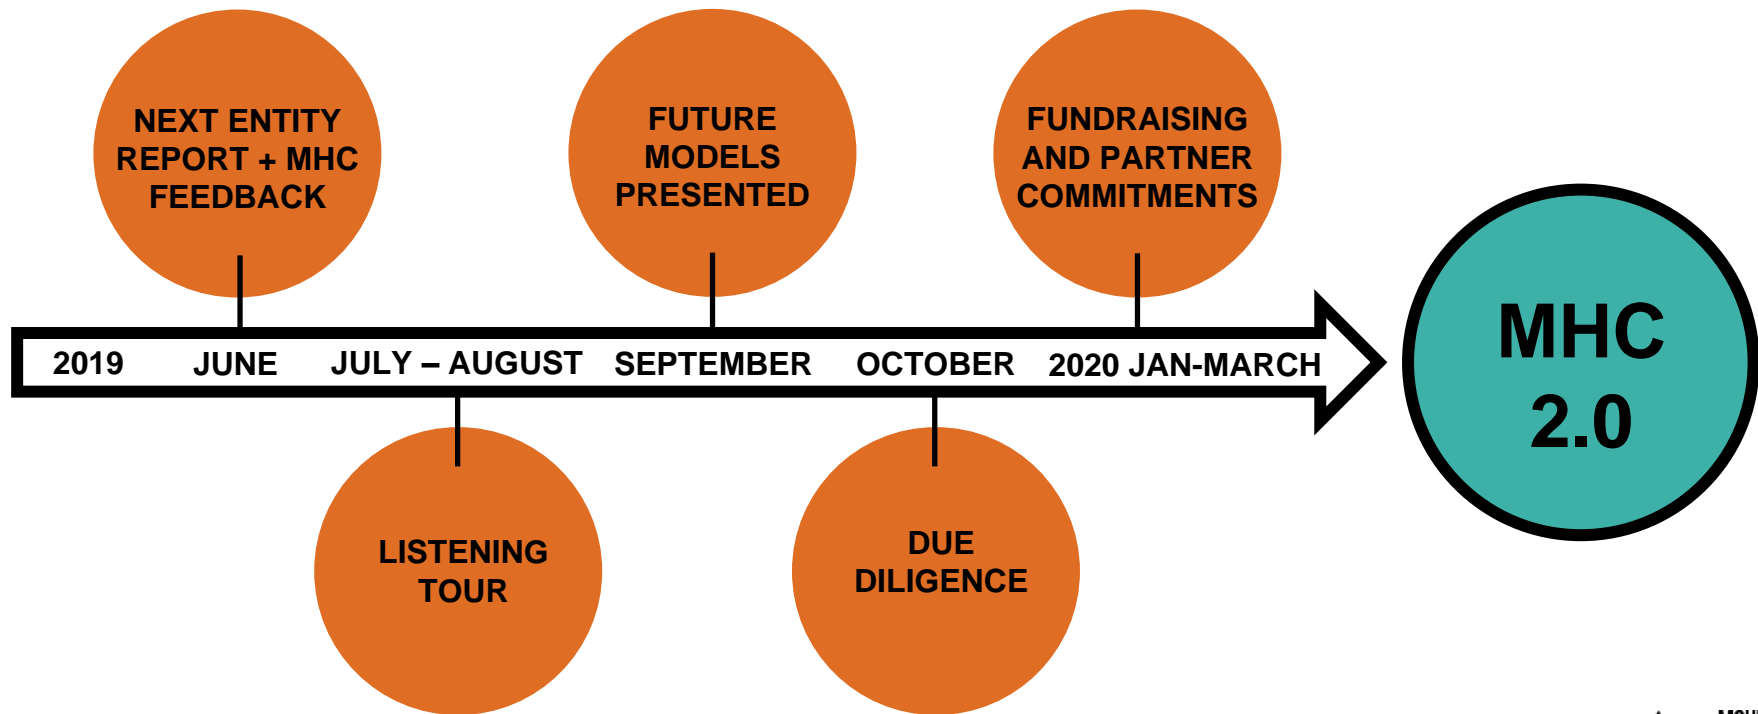 NEXT ENTITY
REPORT + MHC
FEEDBACK
FUTURE
MODELS
PRESENTED
FUNDRAISING
AND PARTNER
COMMITMENTS
2019
JUNE
JULY – AUGUST
SEPTEMBER
OCTOBER
2020 JAN-MARCH
MHC
2.0
LISTENING
TOUR
DUE
DILIGENCE